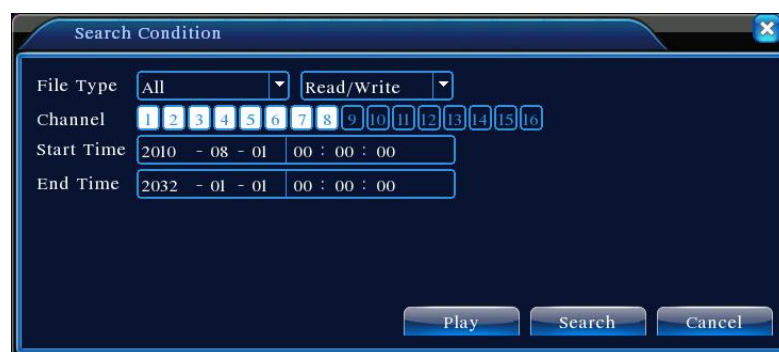 Search Condition
File Type All Read/Write
Channel 1 2 3 4 5 6 7 8 9 10 11 12 13 14 15 16
Start Time 2010 - 08 - 01 00 : 00 : 00
End Time 2032 - 01 - 01 00 : 00 : 00
Play Search Cancel